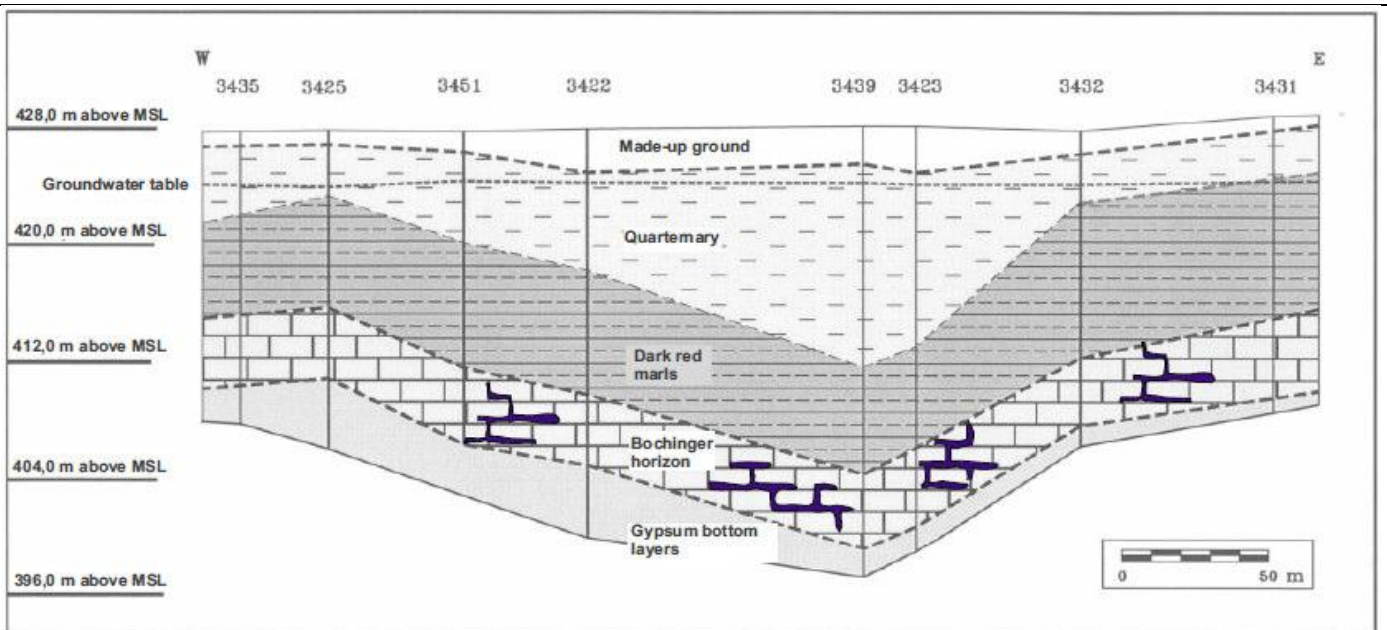 W
E
3435 3425 3451 3422 3439 3423 3432 3431
428,0 m above MSL
Made-up ground
Groundwater table
420,0 m above MSL
Quarternary
412,0 m above MSL
Dark red
marls
Bochinger
horizon
404,0 m above MSL
Gypsum bottom
layers
396,0 m above MSL
0 50 m